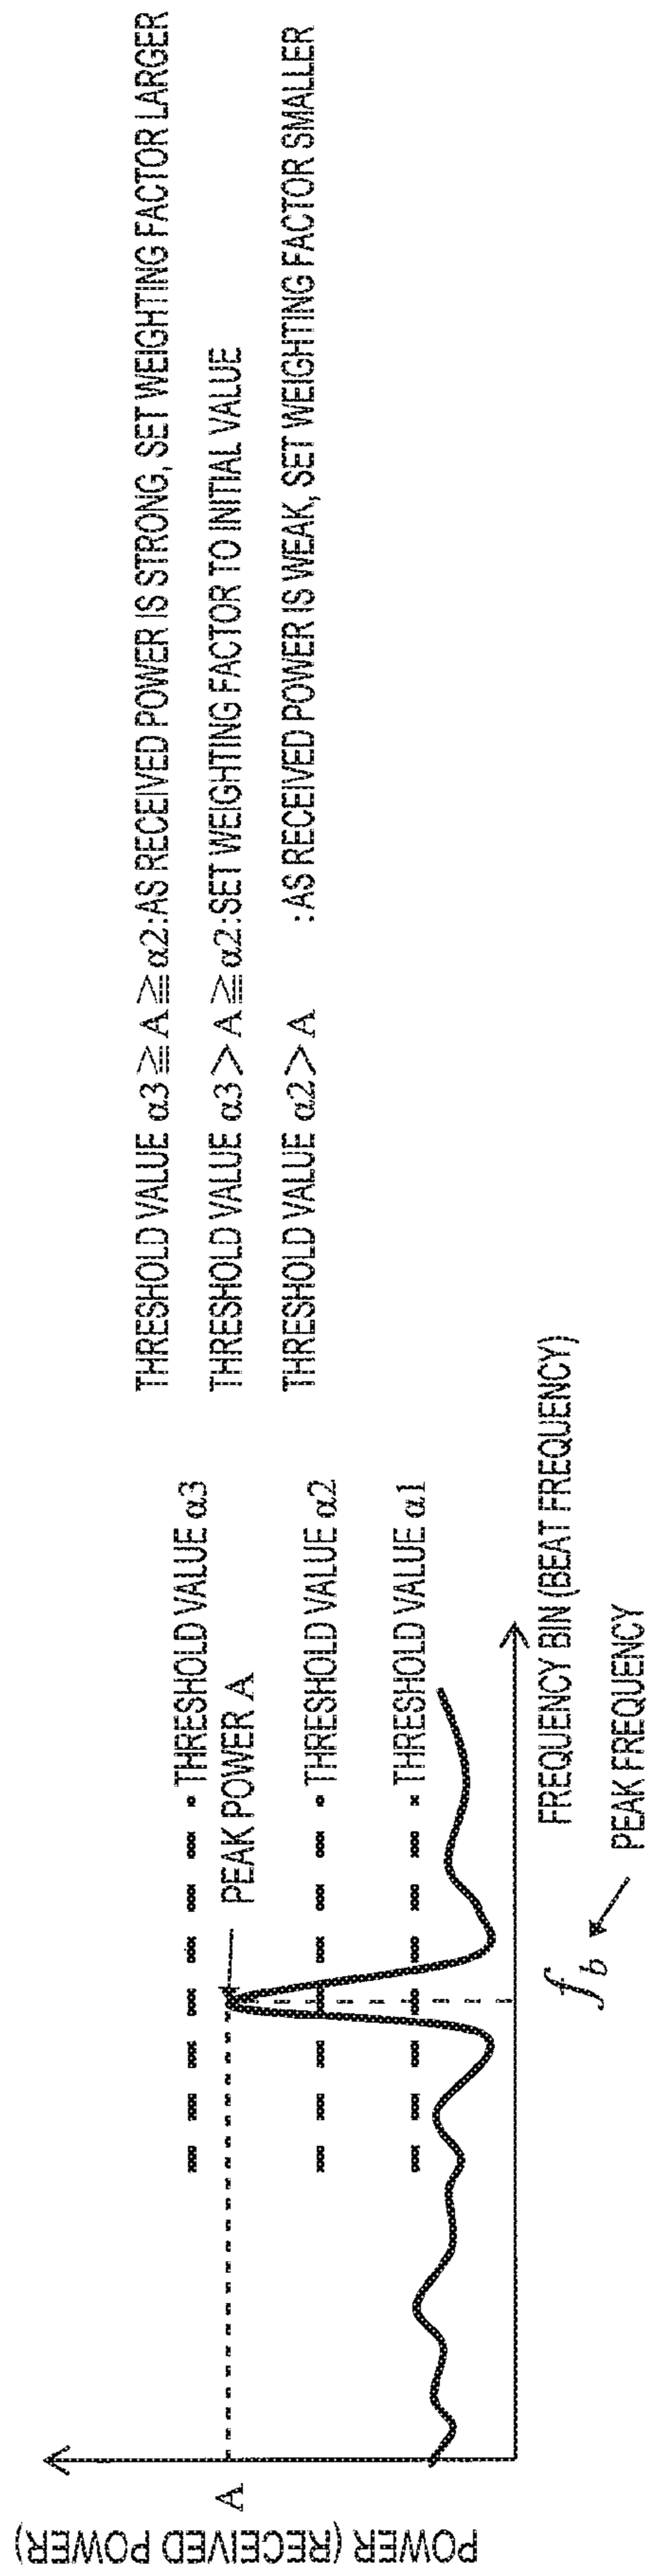 POWER (RECEIVED POWER)
A
THRESHOLD VALUE α3
PEAK POWER A
THRESHOLD VALUE α2
THRESHOLD VALUE α1
FREQUENCY BIN (BEAT FREQUENCY)
f_b
PEAK FREQUENCY
THRESHOLD VALUE α3≧A≧α2:AS RECEIVED POWER IS STRONG, SET WEIGHTING FACTOR LARGER
THRESHOLD VALUE α3>A≧α2:SET WEIGHTING FACTOR TO INITIAL VALUE
THRESHOLD VALUE α2>A :AS RECEIVED POWER IS WEAK, SET WEIGHTING FACTOR SMALLER